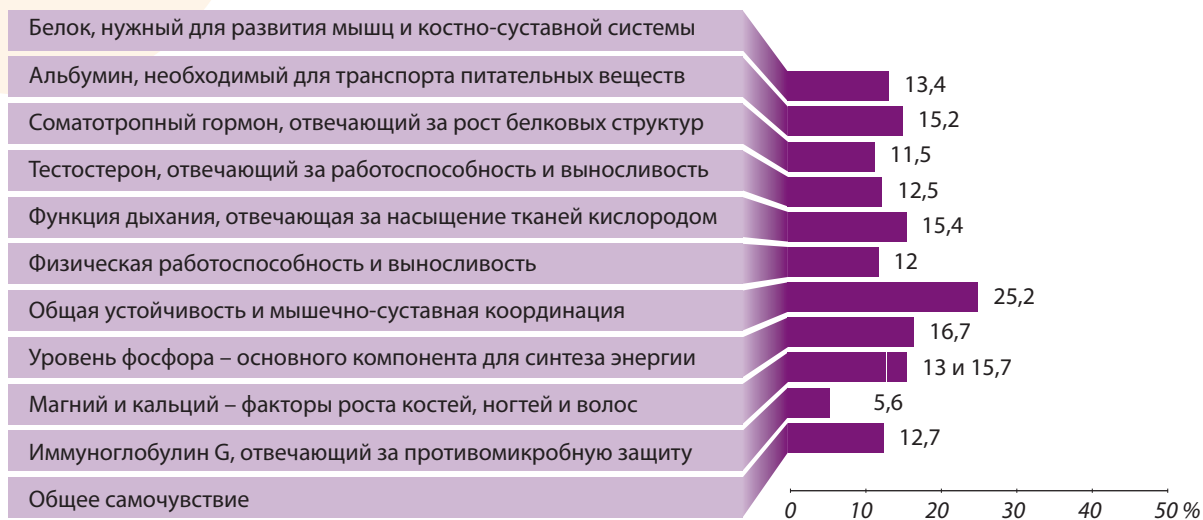 Белок, нужный для развития мышц и костно-суставной системы
Альбумин, необходимый для транспорта питательных веществ
13,4
Соматотропный гормон, отвечающий за рост белковых структур
15,2
Тестостерон, отвечающий за работоспособность и выносливость
11,5
12,5
Функция дыхания, отвечающая за насыщение тканей кислородом
15,4
Физическая работоспособность и выносливость
12
Общая устойчивость и мышечно-суставная координация
25,2
16,7
Уровень фосфора – основного компонента для синтеза энергии
13 и 15,7
Магний и кальций – факторы роста костей, ногтей и волос
5,6
Иммуноглобулин G, отвечающий за противомикробную защиту
12,7
Общее самочувствие
0 10 20 30 40 50 %